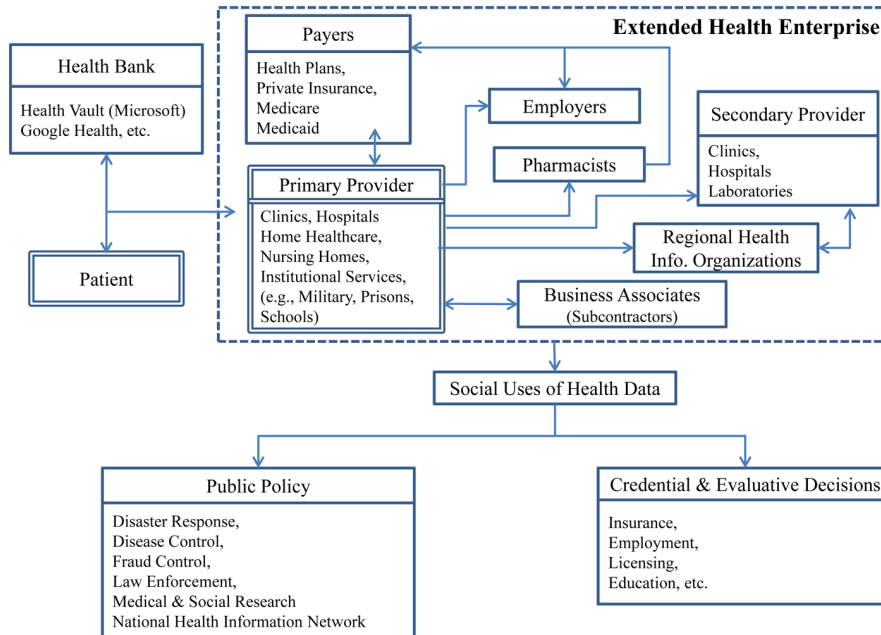 Extended Health Enterprise
Health Bank
Health Vault (Microsoft)
Google Health, etc.
Patient
Payers
Health Plans,
Private Insurance,
Medicare
Medicaid
Primary Provider
Clinics, Hospitals
Home Healthcare,
Nursing Homes,
Institutional Services,
(e.g., Military, Prisons,
Schools)
Employers
Pharmacists
Secondary Provider
Clinics,
Hospitals
Laboratories
Regional Health
Info. Organizations
Business Associates
(Subcontractors)
Social Uses of Health Data
Public Policy
Disaster Response,
Disease Control,
Fraud Control,
Law Enforcement,
Medical & Social Research
National Health Information Network
Credential & Evaluative Decisions
Insurance,
Employment,
Licensing,
Education, etc.